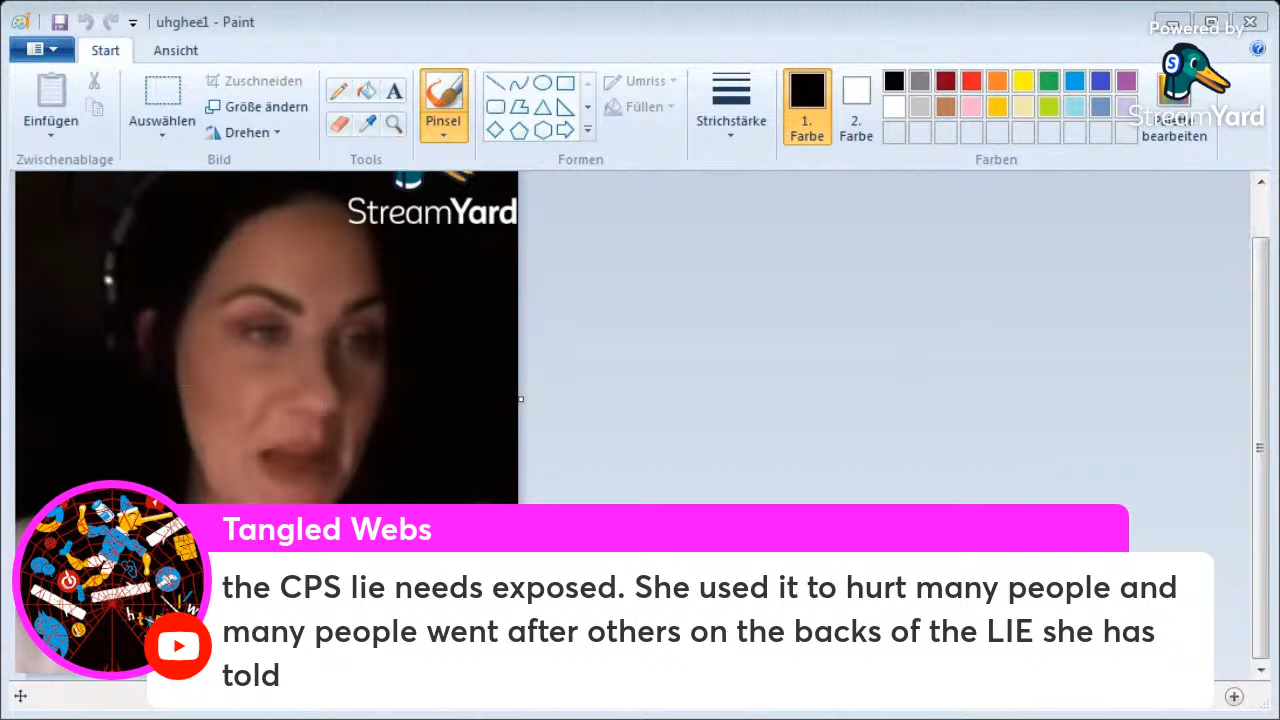 uhghee1 - Paint
Powered by
StreamYard
Start
Ansicht
Einfügen
Zwischenablage
Auswählen
Zuschneiden
Größe ändern
Drehen
Bild
A
Tools
Pinsel
Formen
Umriss
Füllen
Strichstärke
1.
Farbe
2.
Farbe
Farben
bearbeiten
StreamYard
Tangled Webs
the CPS lie needs exposed. She used it to hurt many people and
many people went after others on the backs of the LIE she has
told